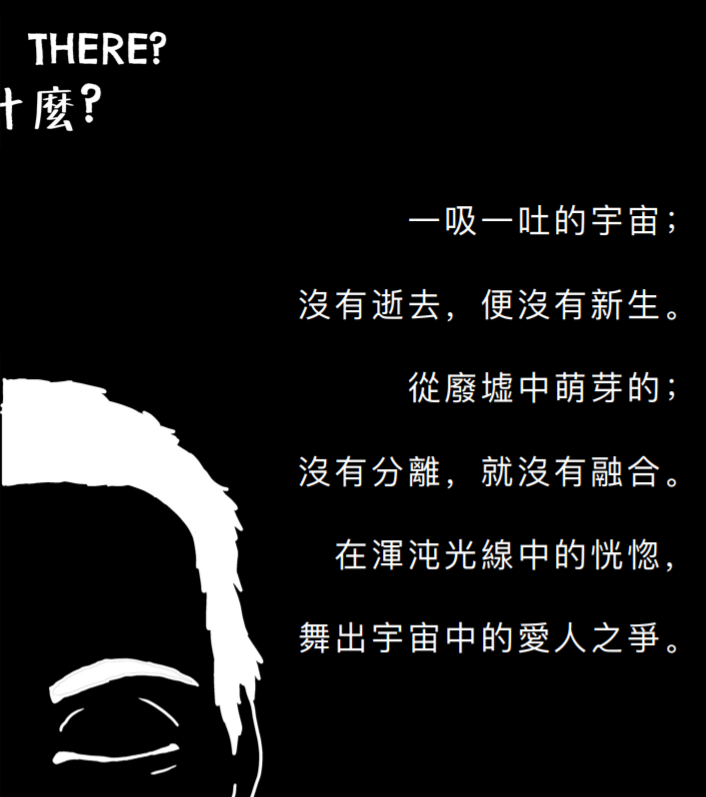 THERE?
什麼?
一吸一吐的宇宙；
沒有逝去，便沒有新生。
從廢墟中萌芽的；
沒有分離，就沒有融合。
在渾沌光線中的恍惚，
舞出宇宙中的愛人之爭。